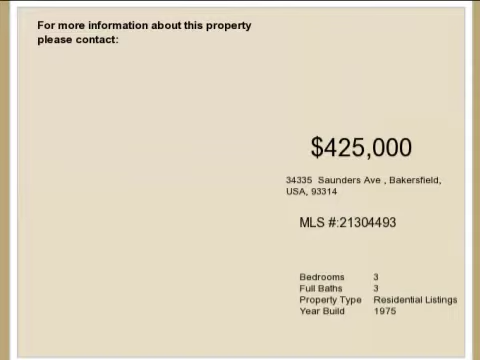 For more information about this property
please contact:
$425,000
34335 Saunders Ave , Bakersfield,
USA, 93314
MLS #:21304493
Bedrooms 3
Full Baths 3
Property Type Residential Listings
Year Build 1975